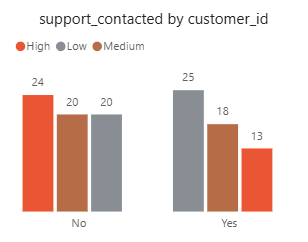 support_contacted by customer_id
High Low Medium
24 20 20 25 18 13
No Yes